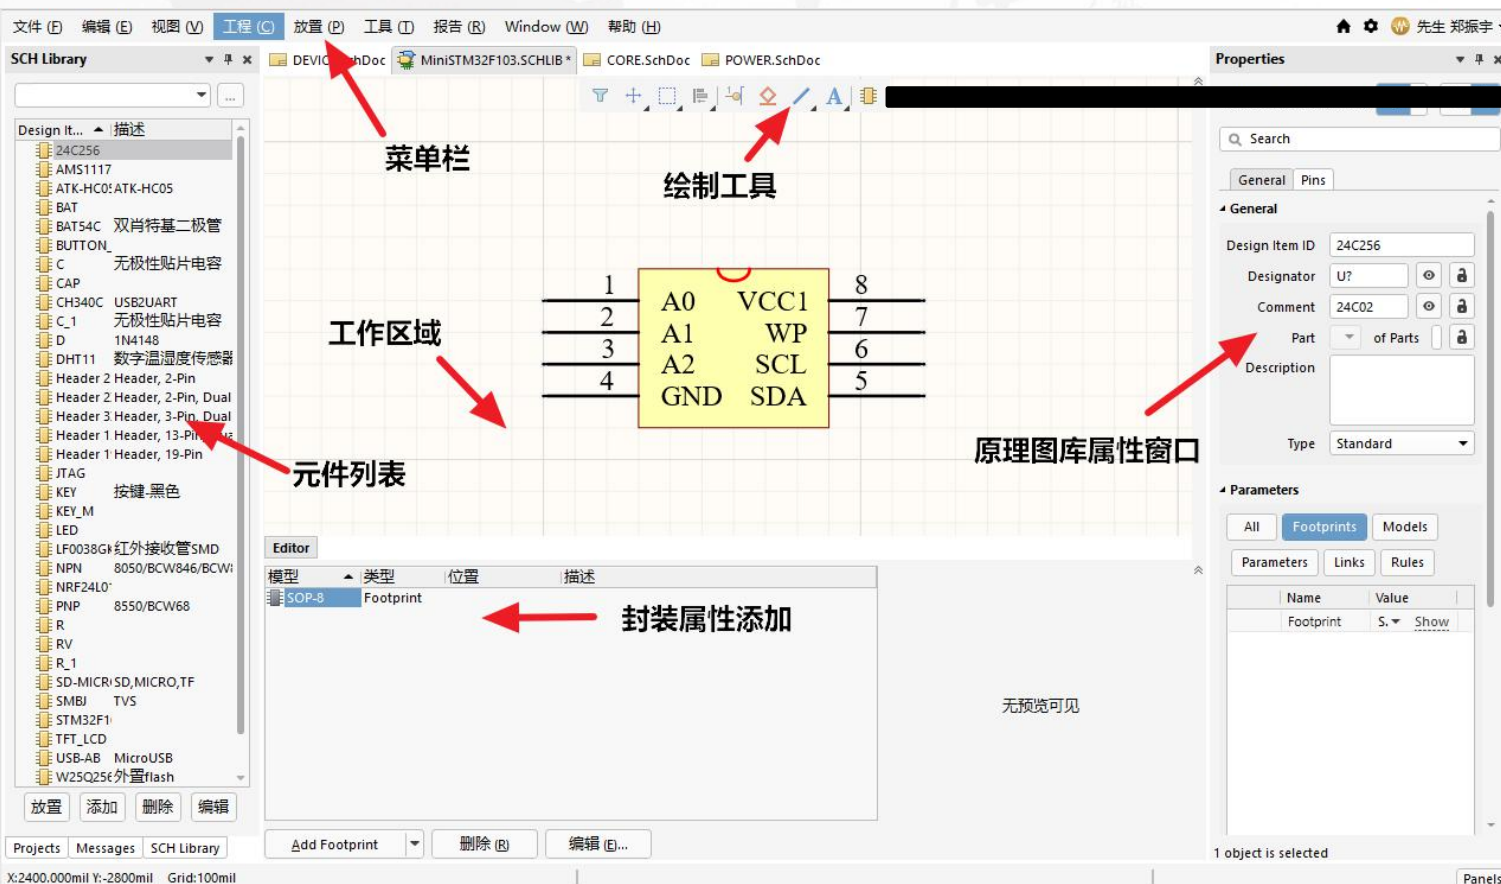 文件 (F) 编辑 (E) 视图 (V) 工程 (C) 放置 (P) 工具 (T) 报告 (R) Window (W) 帮助 (H) 先生 郑振宇
SCH Library
MiniSTM32F103.SCHLIB * CORE.SchDoc POWER.SchDoc
Properties
...
Design It... 描述
24C256
AMS1117
ATK-HC05 ATK-HC05
BAT
BAT54C 双肖特基二极管
BUTTON_
C 无极性贴片电容
CAP
CH340C USB2UART
C_1 无极性贴片电容
D 1N4148
DHT11 数字温湿度传感器
Header 2 Header, 2-Pin
Header 2 Header, 2-Pin, Dual
Header 3 Header, 3-Pin, Dual
Header 1 Header, 13-Pin,
Header 1 Header, 19-Pin
JTAG
KEY 按键-黑色
KEY_M
LED
LF0038G 红外接收管SMD
NPN 8050/BCW846/BCW
NRF24L0
PNP 8550/BCW68
R
RV
R_1
SD-MICR SD,MICRO,TF
SMBJ TVS
STM32F1
TFT_LCD
USB-AB MicroUSB
W25Q256 外置flash
放置 添加 删除 编辑
Projects Messages SCH Library
X:2400.000mil Y:-2800mil Grid:100mil
菜单栏
A
绘制工具
工作区域
元件列表
1 A0 VCC1 8
2 A1 WP 7
3 A2 SCL 6
4 GND SDA 5
原理图库属性窗口
Editor
模型 类型 位置 描述
SOP-8 Footprint
封装属性添加
无预览可见
Add Footprint 删除 (R) 编辑 (E)...
Search
General Pins
General
Design Item ID 24C256
Designator U?
Comment 24C02
Part of Parts
Description
Type Standard
Parameters
All Footprints Models
Parameters Links Rules
Name Value
Footprint S. Show
1 object is selected
Panels